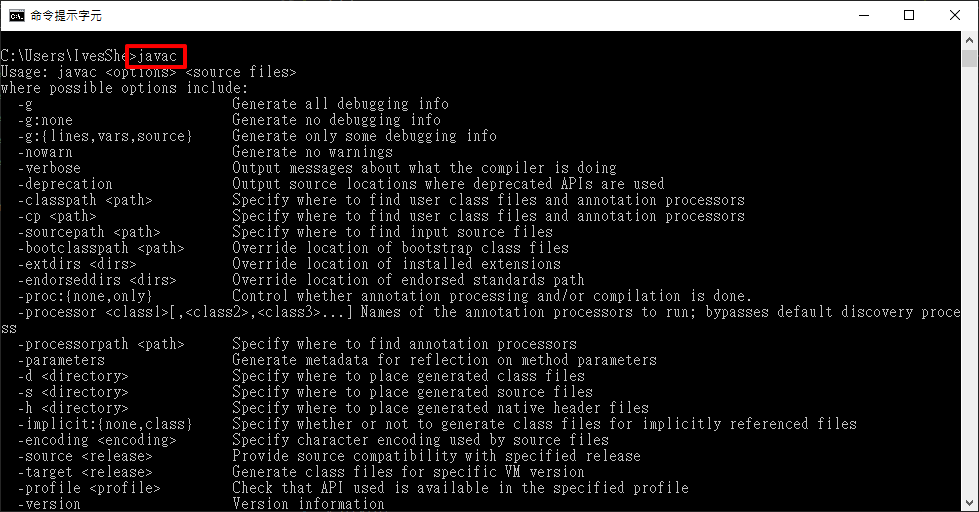 命令提示字元
C:\Users\IvesShe>javac
Usage: javac <options> <source files>
where possible options include:
  -g                         Generate all debugging info
  -g:none                    Generate no debugging info
  -g:{lines,vars,source}     Generate only some debugging info
  -nowarn                    Generate no warnings
  -verbose                   Output messages about what the compiler is doing
  -deprecation               Output source locations where deprecated APIs are used
  -classpath <path>          Specify where to find user class files and annotation processors
  -cp <path>                 Specify where to find user class files and annotation processors
  -sourcepath <path>         Specify where to find input source files
  -bootclasspath <path>      Override location of bootstrap class files
  -extdirs <dirs>            Override location of installed extensions
  -endorseddirs <dirs>       Override location of endorsed standards path
  -proc:{none,only}          Control whether annotation processing and/or compilation is done.
  -processor <class1>[,<class2>,<class3>...] Names of the annotation processors to run; bypasses default discovery proce
ss
  -processorpath <path>      Specify where to find annotation processors
  -parameters                Generate metadata for reflection on method parameters
  -d <directory>             Specify where to place generated class files
  -s <directory>             Specify where to place generated source files
  -h <directory>             Specify where to place generated native header files
  -implicit:{none,class}     Specify whether or not to generate class files for implicitly referenced files
  -encoding <encoding>       Specify character encoding used by source files
  -source <release>          Provide source compatibility with specified release
  -target <release>          Generate class files for specific VM version
  -profile <profile>         Check that API used is available in the specified profile
  -version                   Version information